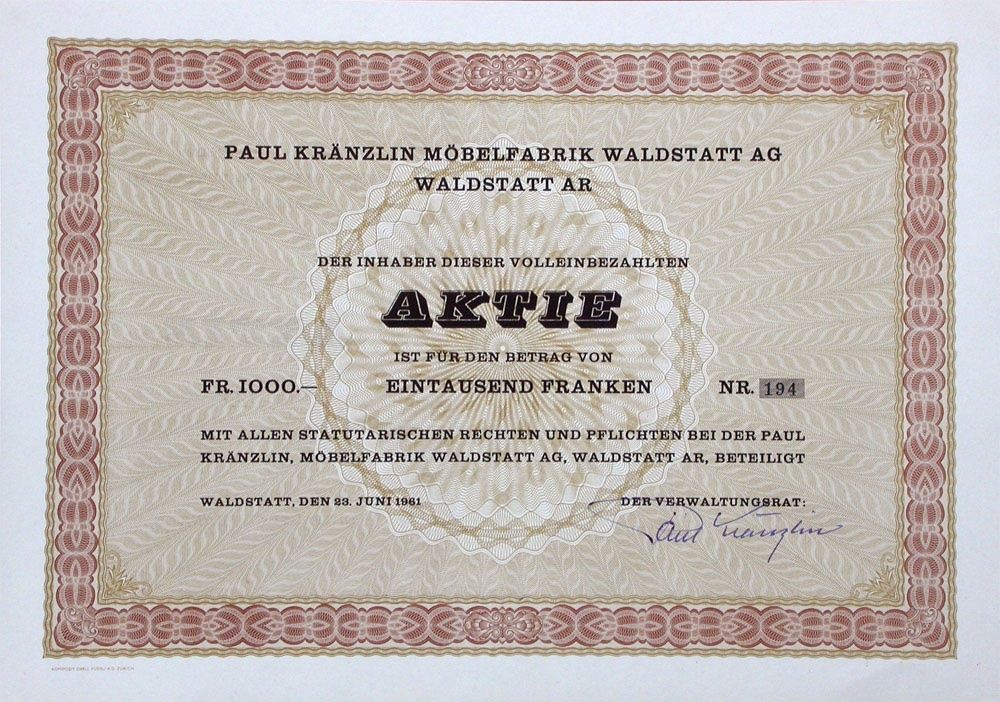 PAUL KRÄNZLIN MÖBELFABRIK WALDSTATT AG
WALDSTATT AR
DER INHABER DIESER VOLLEINBEZAHLTEN
AKTIE
IST FÜR DEN BETRAG VON
FR. 1000.— EINTAUSEND FRANKEN NR. 194
MIT ALLEN STATUTARISCHEN RECHTEN UND PFLICHTEN BEI DER PAUL
KRÄNZLIN, MÖBELFABRIK WALDSTATT AG, WALDSTATT AR, BETEILIGT
WALDSTATT, DEN 23. JUNI 1961 DER VERWALTUNGSRAT:
Paul Kränzlin